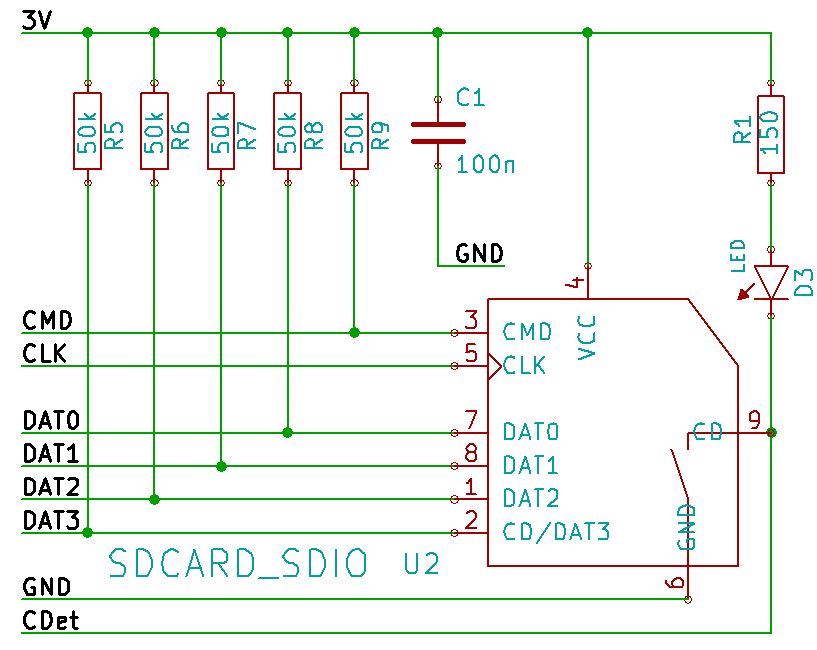 3V
50k R5
50k R6
50k R7
50k R8
50k R9
C1
100n
GND
R1 150
LED
D3
4
VCC
CMD
3 CMD
CLK
5 CLK
DAT0
7 DAT0
CD 9
DAT1
8 DAT1
DAT2
1 DAT2
DAT3
2 CD/DAT3
GND
SDCARD_SDIO U2
6
GND
CDet